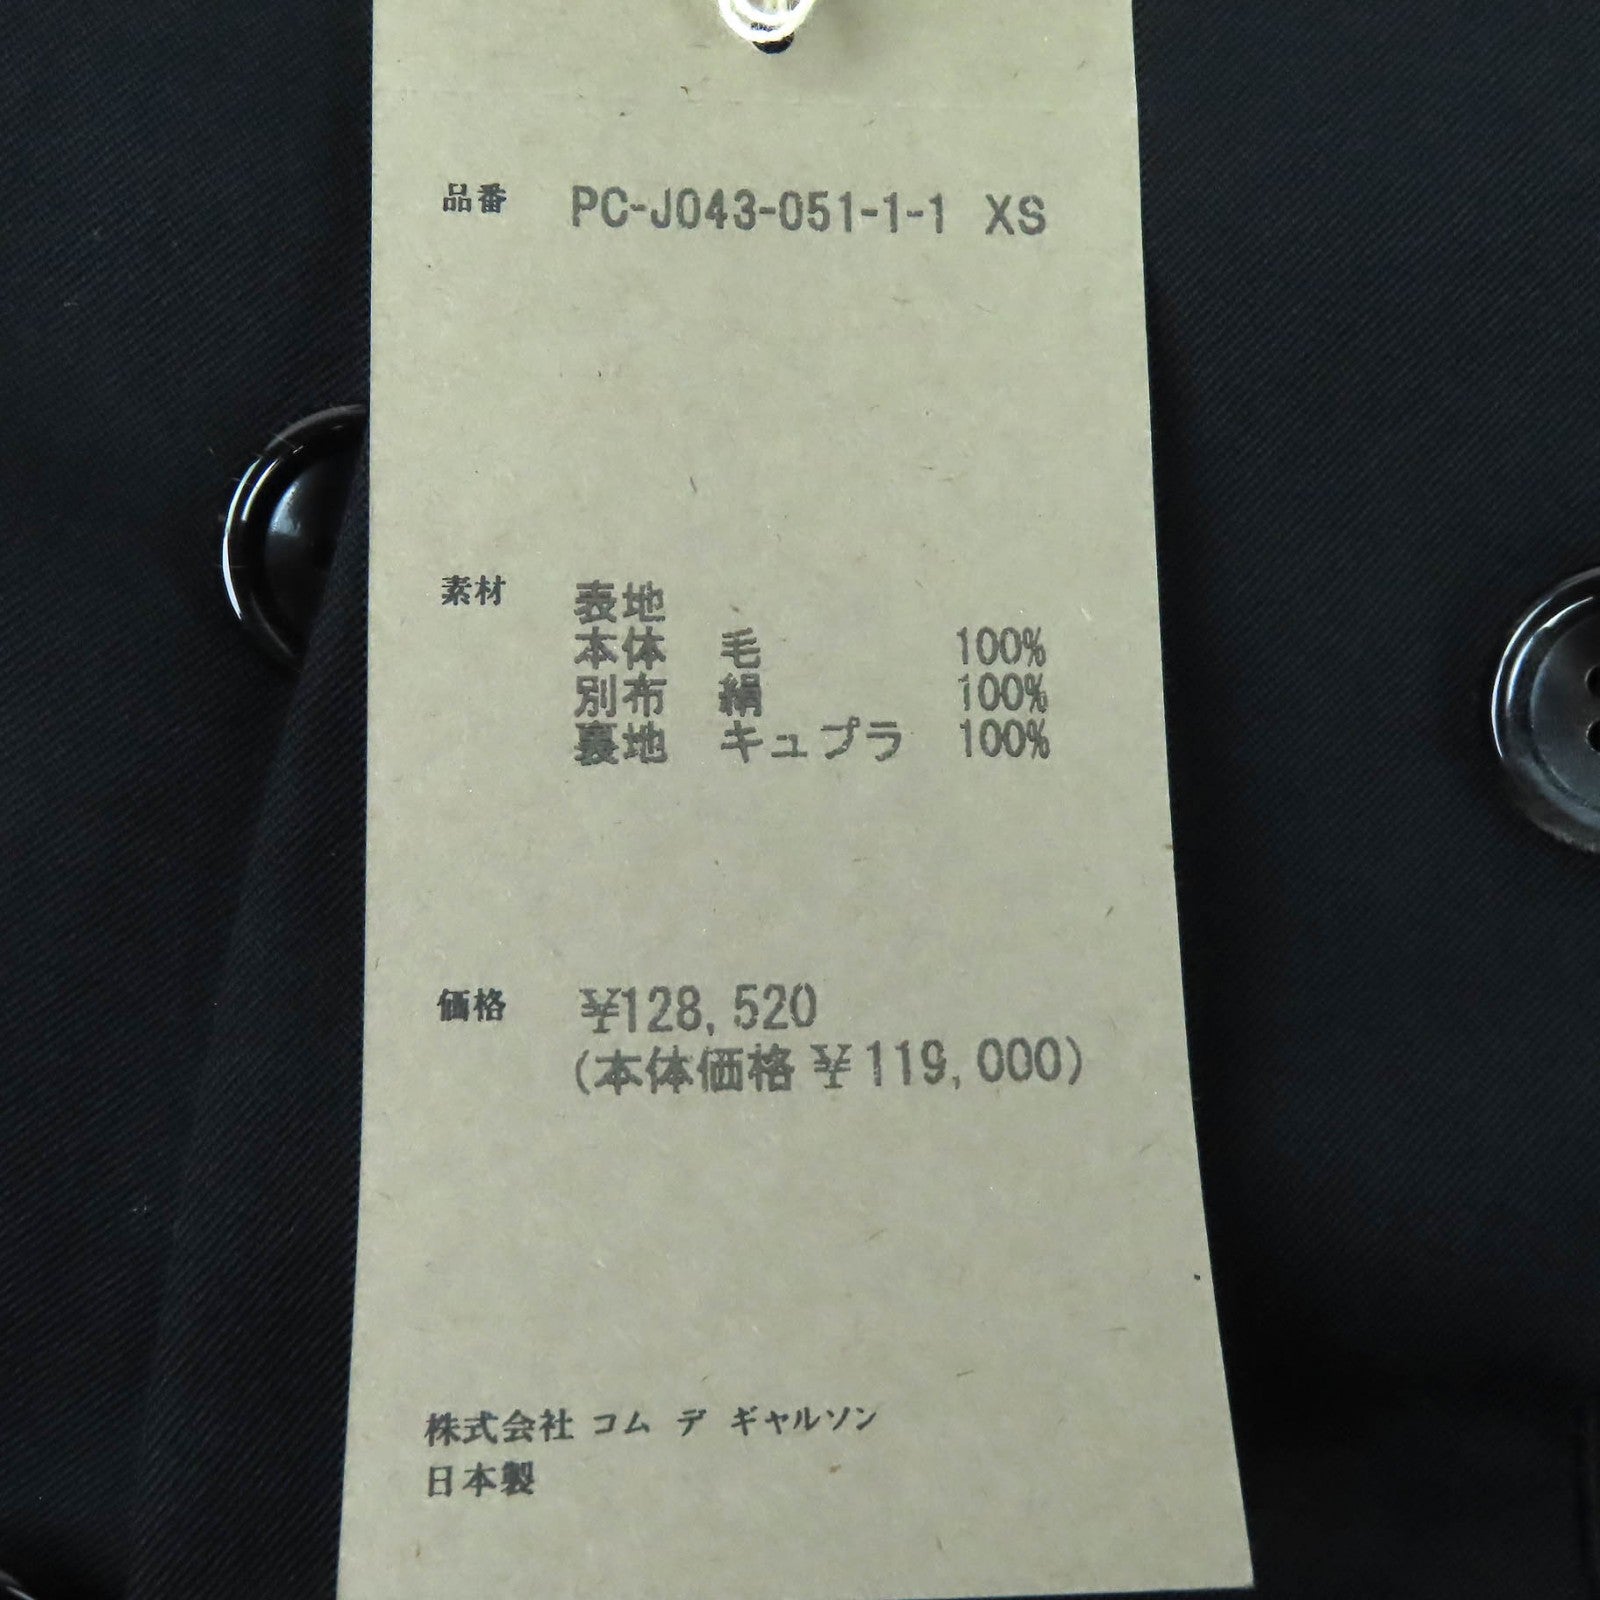 品番 PC-J043-051-1-1 XS
素材 表地
本体 毛 100%
別布 絹 100%
裏地 キュプラ 100%
価格 ¥128,520
(本体価格 ¥119,000)
株式会社 コム デ ギャルソン
日本製